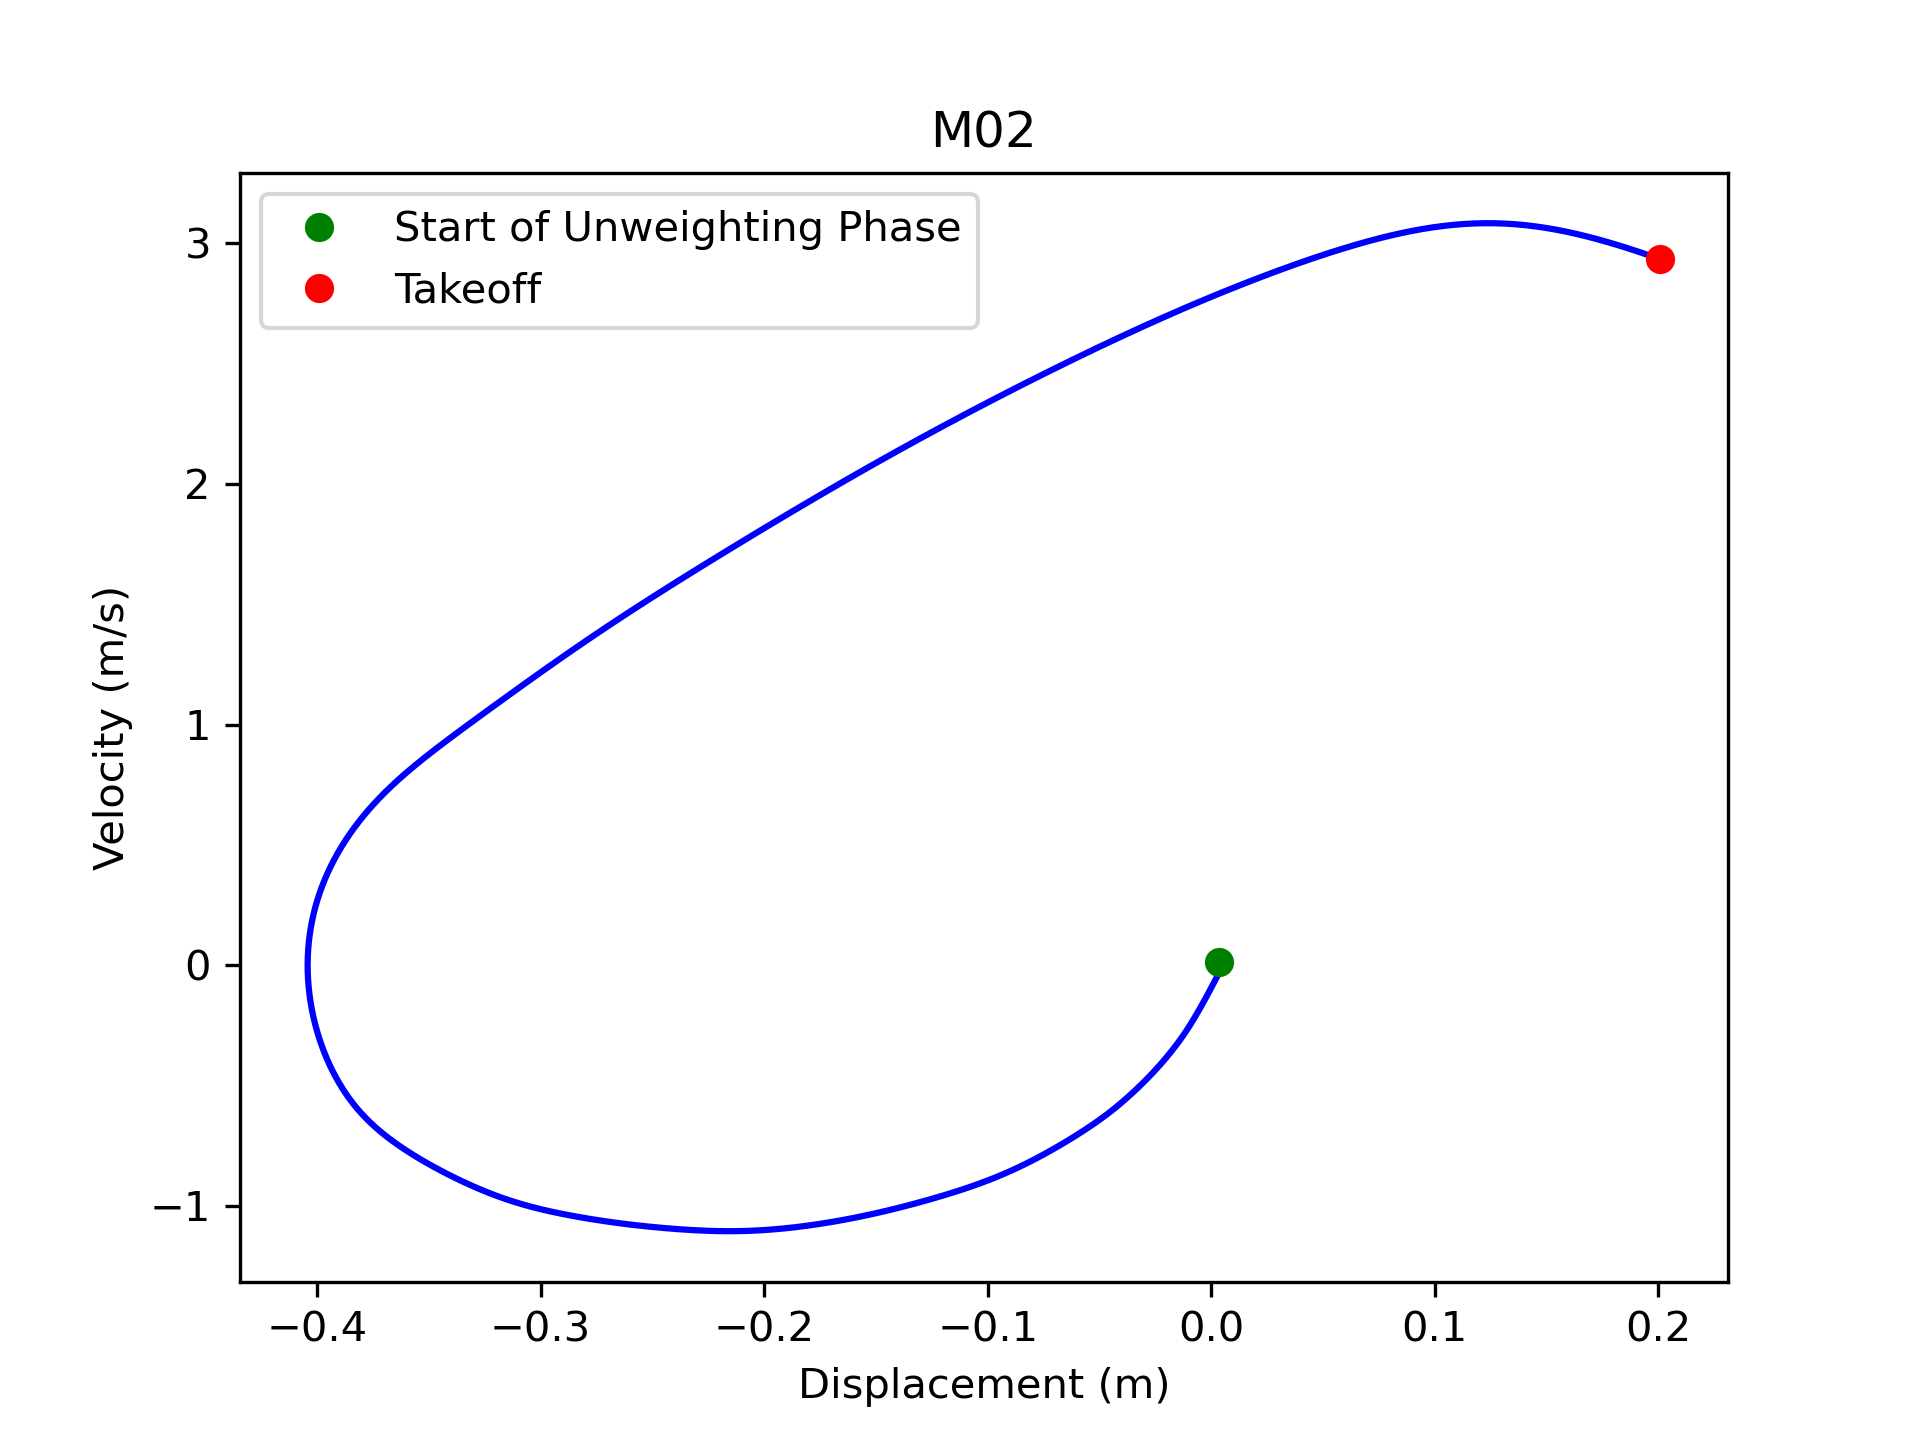 M02
Start of Unweighting Phase
Takeoff
3
2
1
0
−1
Velocity (m/s)
−0.4 −0.3 −0.2 −0.1 0.0 0.1 0.2
Displacement (m)